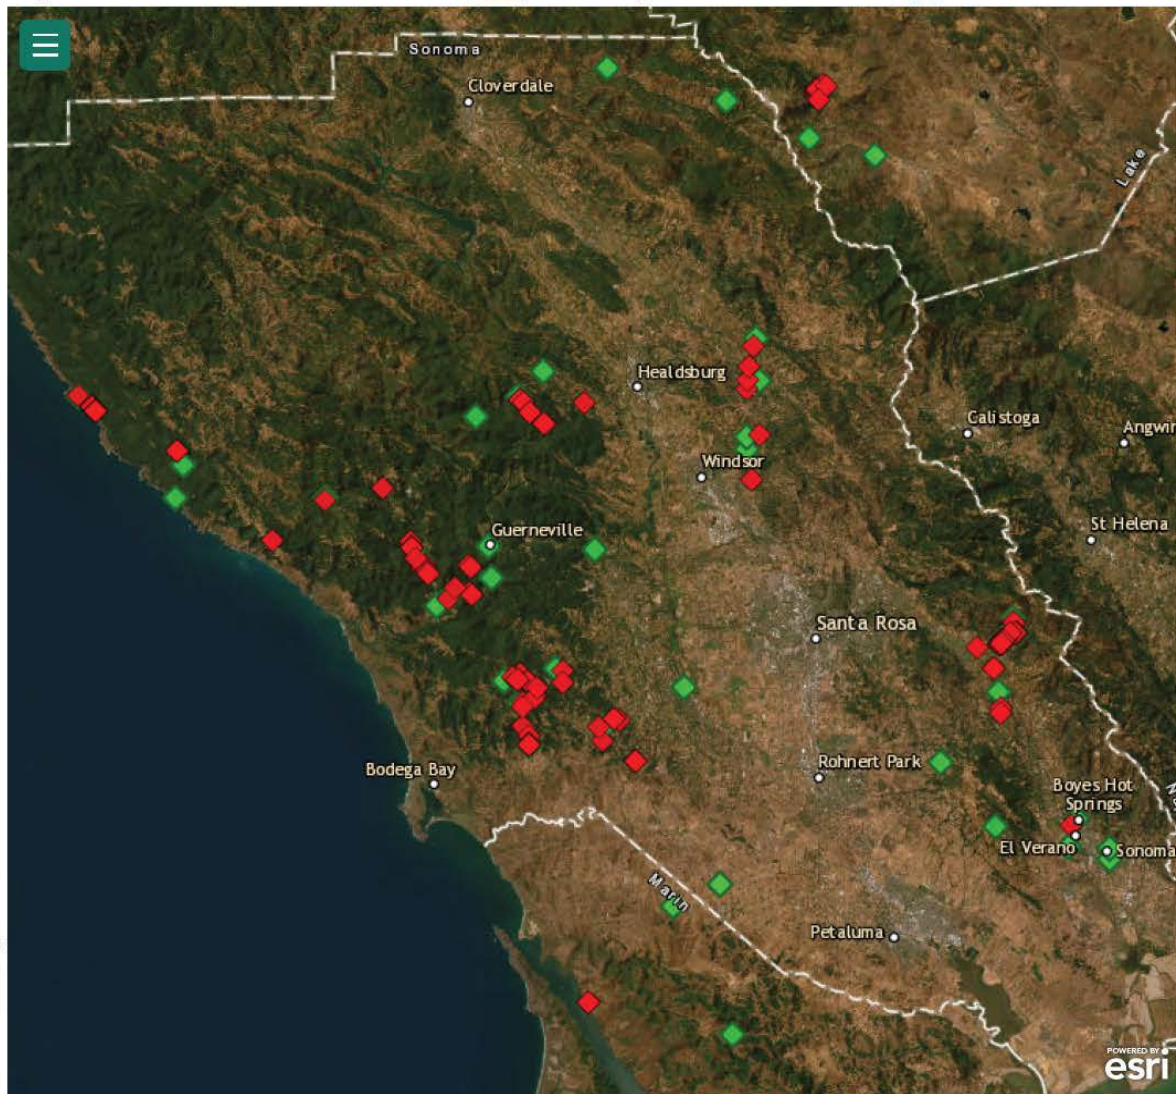 Sonoma
Cloverdale
Lake
Healdsburg
Calistoga
Angwin
Windsor
Guerneville
St Helena
Santa Rosa
Bodega Bay
Rohnert Park
Boyes Hot
Springs
El Verano
Sonoma
Marin
Petaluma
POWERED BY
esri